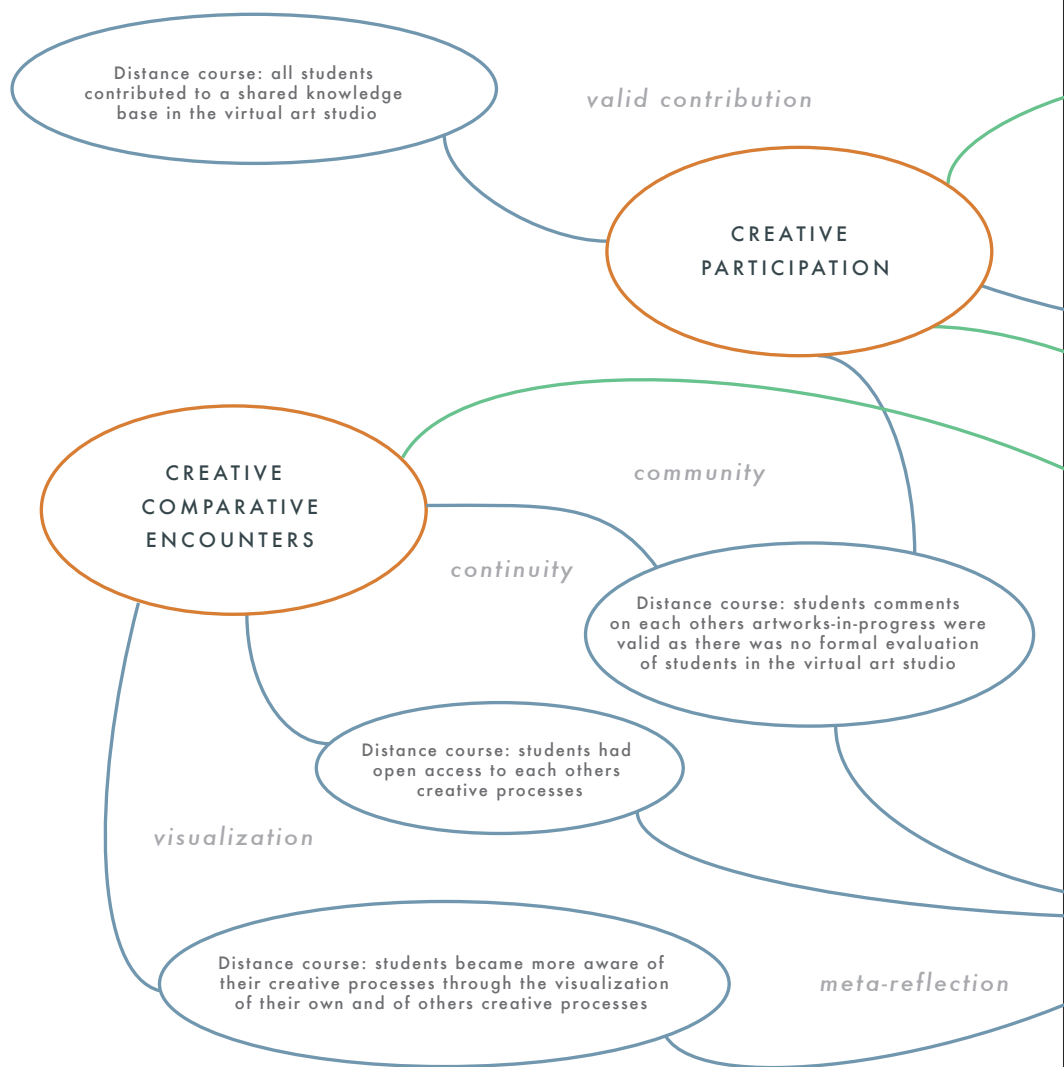 Distance course: all students
contributed to a shared knowledge
base in the virtual art studio
valid contribution
CREATIVE
PARTICIPATION
CREATIVE
COMPARATIVE
ENCOUNTERS
community
continuity
Distance course: students comments
on each others artworks-in-progress were
valid as there was no formal evaluation
of students in the virtual art studio
Distance course: students had
open access to each others
creative processes
visualization
Distance course: students became more aware of
their creative processes through the visualization
of their own and of others creative processes
meta-reflection